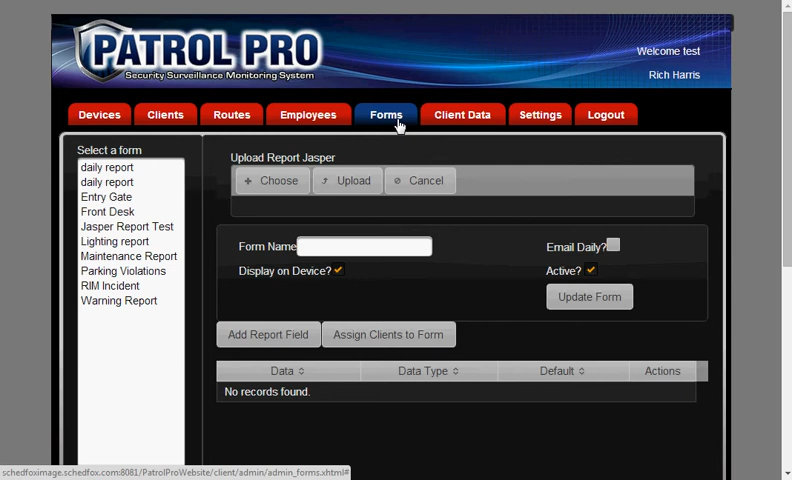 PATROL PRO
Security Surveillance Monitoring System
Welcome test
Rich Harris
Devices Clients Routes Employees Forms Client Data Settings Logout
Select a form
daily report
daily report
Entry Gate
Front Desk
Jasper Report Test
Lighting report
Maintenance Report
Parking Violations
RIM Incident
Warning Report
Upload Report Jasper
Choose Upload Cancel
Form Name Email Daily?
Display on Device? Active?
Update Form
Add Report Field Assign Clients to Form
Data Data Type Default Actions
No records found.
schedfoximage.schedfox.com:8081/PatrolProWebsite/client/admin/admin_forms.xhtml#